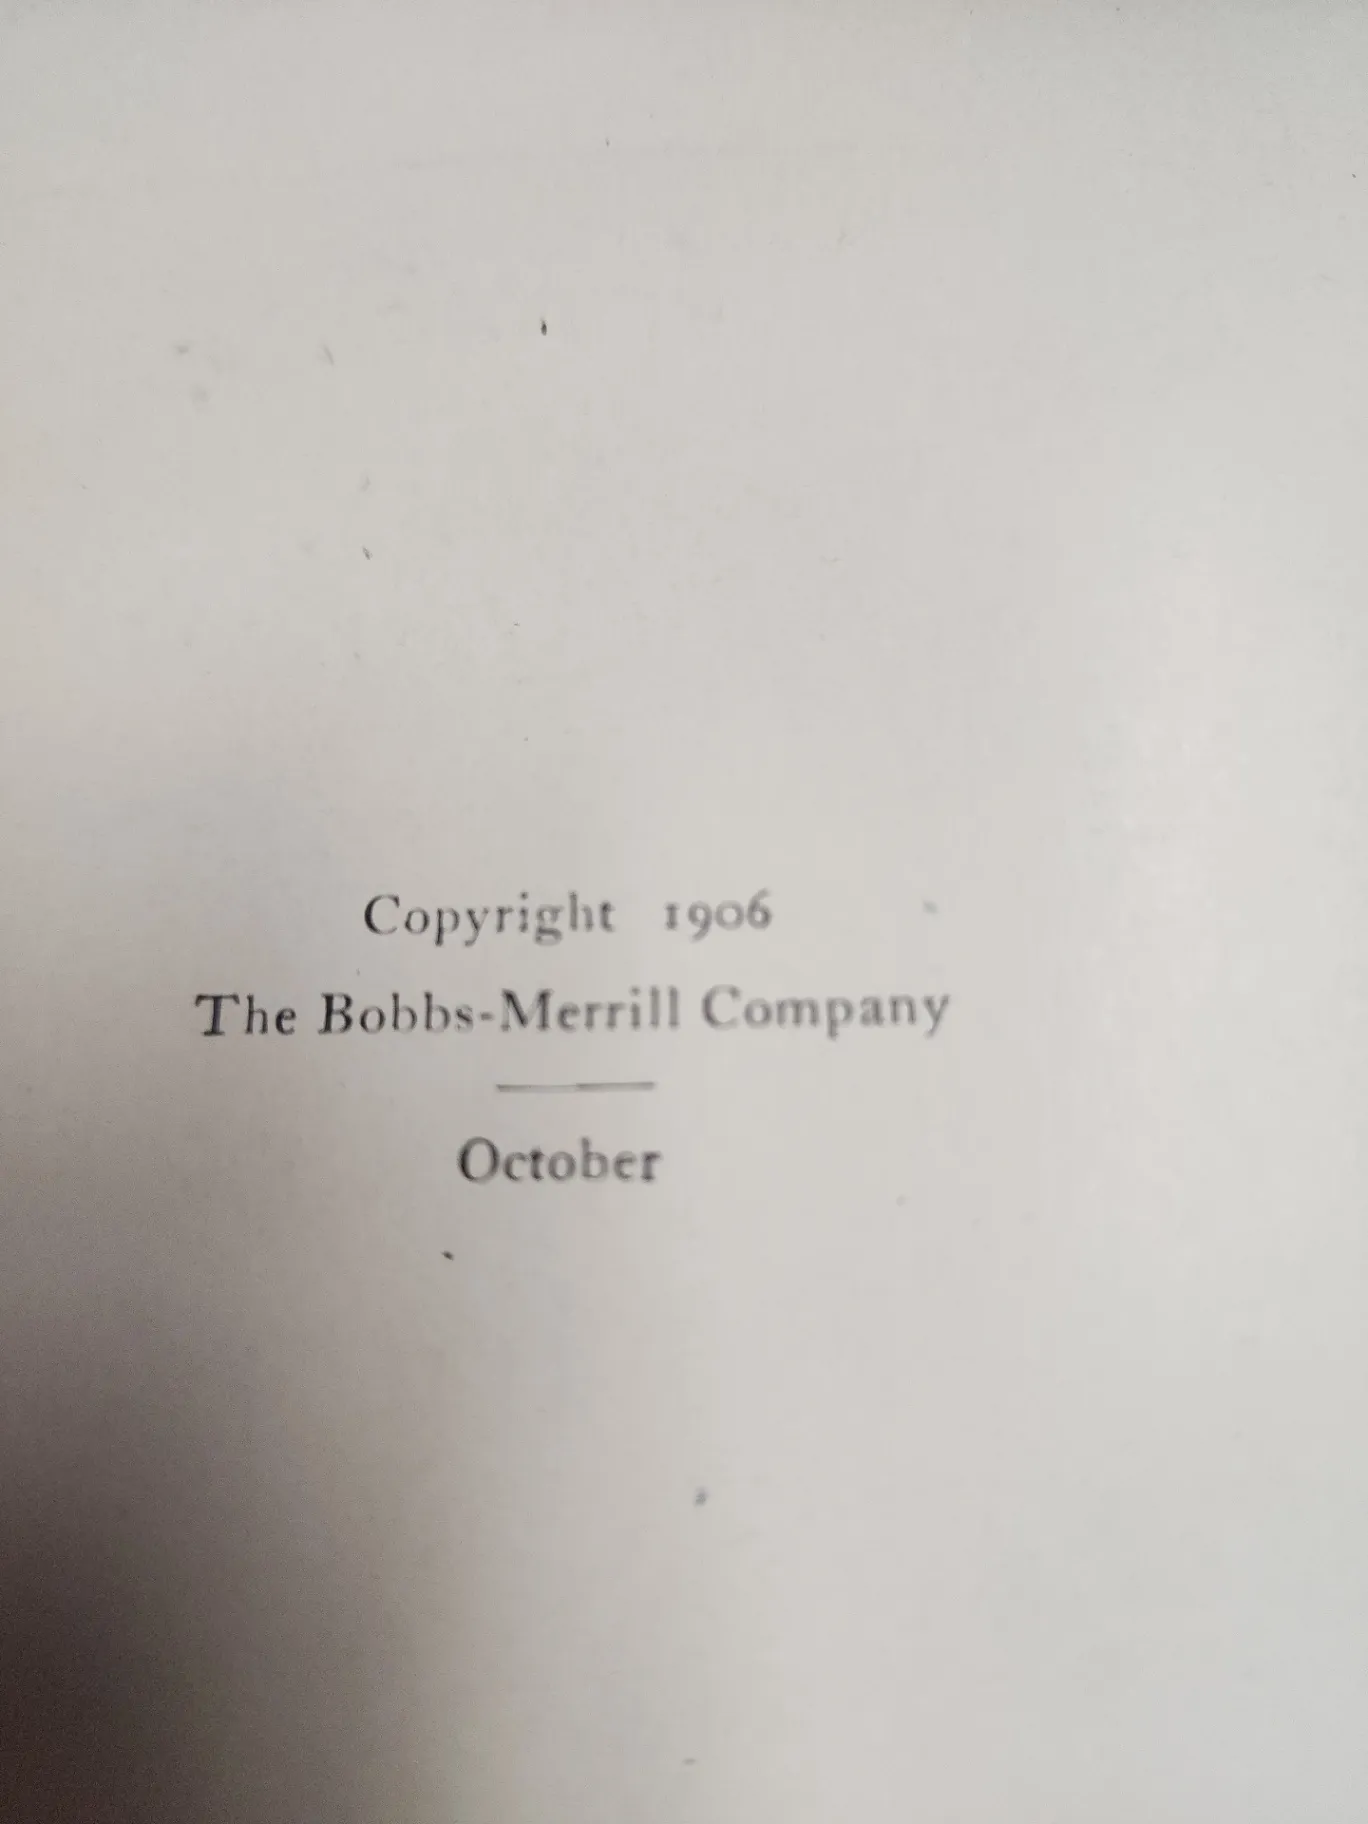 Copyright 1906
The Bobbs-Merrill Company
October